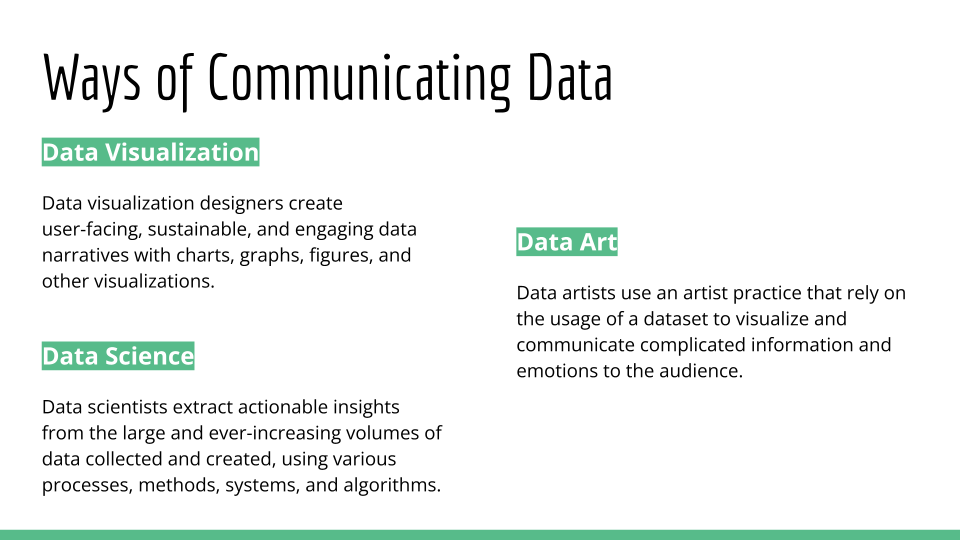 Ways of Communicating Data
Data Visualization
Data visualization designers create
user-facing, sustainable, and engaging data
narratives with charts, graphs, figures, and
other visualizations.
Data Science
Data scientists extract actionable insights
from the large and ever-increasing volumes of
data collected and created, using various
processes, methods, systems, and algorithms.
Data Art
Data artists use an artist practice that rely on
the usage of a dataset to visualize and
communicate complicated information and
emotions to the audience.